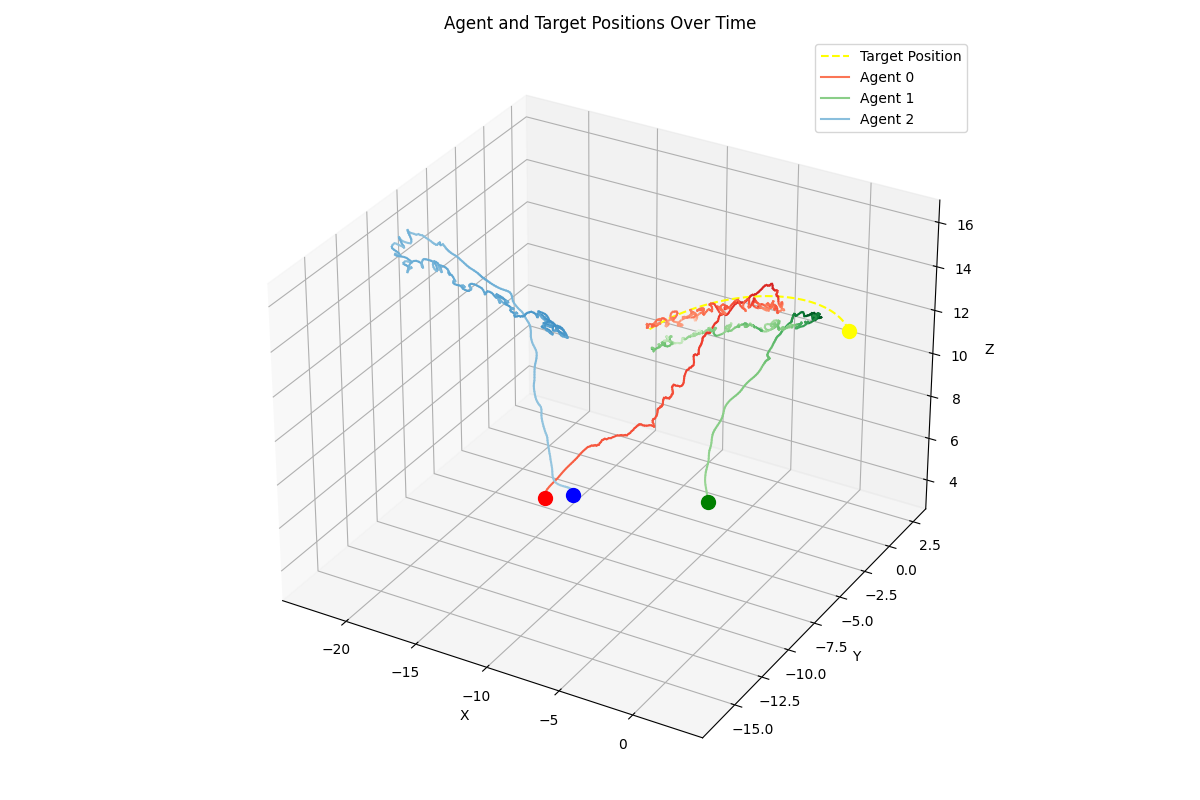 Agent and Target Positions Over Time
Target Position
Agent 0
Agent 1
Agent 2
16
14
12
10
8
6
4
Z
2.5
0.0
−2.5
−5.0
−7.5
−10.0
−12.5
−15.0
Y
−20
−15
−10
−5
0
X